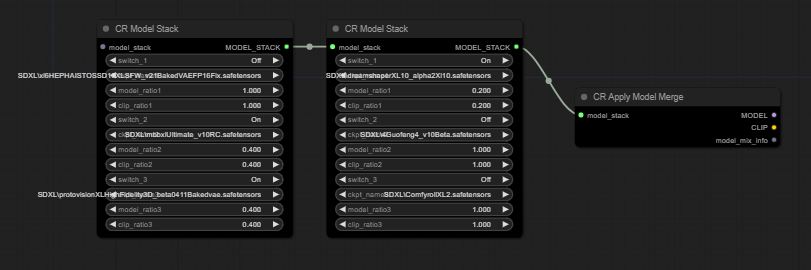 CR Model Stack
model_stack MODEL_STACK
switch_1 Off
SDXL\ HEPHAISTOSSD BakedVAEFP16Fix.safetensors
model_ratio1 1.000
clip_ratio1 1.000
switch_2 On
SDXL\mbbxlUltimate_v10RC.safetensors
model_ratio2 0.400
clip_ratio2 0.400
switch_3 On
SDXL\protovisionXLHighFidelity3D_beta0411Bakedvae.safetensors
model_ratio3 0.400
clip_ratio3 0.400
CR Model Stack
model_stack MODEL_STACK
switch_1 On
SDXL\dreamshaperXL10_alpha2Xl10.safetensors
model_ratio1 0.200
clip_ratio1 0.200
switch_2 Off
SDXL\4Guofeng4_v10Beta.safetensors
model_ratio2 1.000
clip_ratio2 1.000
switch_3 Off
ckpt_name3 SDXL\ComfyrollXL2.safetensors
model_ratio3 1.000
clip_ratio3 1.000
CR Apply Model Merge
model_stack MODEL
CLIP
model_mix_info